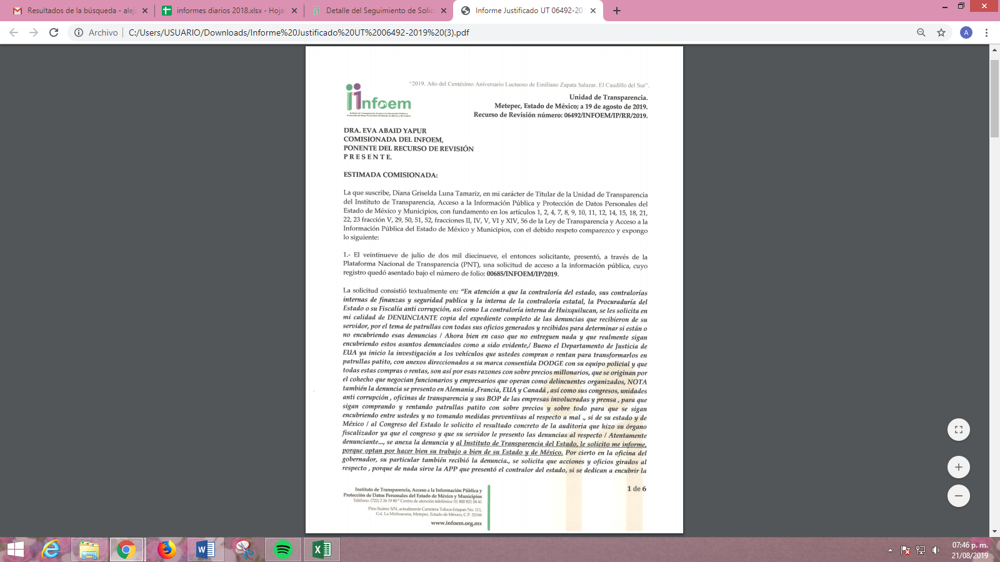 Resultados de la búsqueda - alej
informes diarios 2018.xlsx - Hoja
Detalle del Seguimiento de Solic
Informe Justificado UT 06492-20
Archivo
C:/Users/USUARIO/Downloads/Informe%20Justificado%20UT%2006492-2019%20(3).pdf
A
"2019. Año del Centésimo Aniversario Luctuoso de Emiliano Zapata Salazar. El Caudillo del Sur".
infoem
Instituto de Transparencia, Acceso a la Información Pública y
Protección de Datos Personales del Estado de México y Municipios
Unidad de Transparencia.
Metepec, Estado de México; a 19 de agosto de 2019.
Recurso de Revisión número: 06492/INFOEM/IP/RR/2019.
DRA. EVA ABAID YAPUR
COMISIONADA DEL INFOEM,
PONENTE DEL RECURSO DE REVISIÓN
P R E S E N T E.
ESTIMADA COMISIONADA:
La que suscribe, Diana Griselda Luna Tamariz, en mi carácter de Titular de la Unidad de Transparencia
del Instituto de Transparencia, Acceso a la Información Pública y Protección de Datos Personales del
Estado de México y Municipios, con fundamento en los artículos 1, 2, 4, 7, 8, 9, 10, 11, 12, 14, 15, 18, 21,
22, 23 fracción V, 29, 50, 51, 52, fracciones II, IV, V, VI y XIV, 56 de la Ley de Transparencia y Acceso a la
Información Pública del Estado de México y Municipios, con el debido respeto comparezco y expongo
lo siguiente:
1.- El veintinueve de julio de dos mil diecinueve, el entonces solicitante, presentó, a través de la
Plataforma Nacional de Transparencia (PNT), una solicitud de acceso a la información pública, cuyo
registro quedó asentado bajo el número de folio: 00685/INFOEM/IP/2019.
La solicitud consistió textualmente en: "En atención a que la contraloría del estado, sus contralorías
internas de finanzas y seguridad publica y la interna de la contraloría estatal, la Procuraduría del
Estado o su Fiscalía anti corrupción, así como La contraloría interna de Huixquilucan, se les solicita en
mi calidad de DENUNCIANTE copia del expediente completo de las denuncias que recibieron de su
servidor, por el tema de patrullas con todas sus oficios generados y recibidos para determinar si están o
no encubriendo esas denuncias / Ahora bien en caso que no entreguen nada y que realmente sigan
encubriendo estos asuntos denunciados como a sido evidente,/ Bueno el Departamento de Justicia de
EUA ya inicio la investigación a los vehículos que ustedes compran o rentan para transformarlos en
patrullas patito, con anexos direccionados a su marca consentida DODGE con su equipo policial y que
todas estas compras o rentas, son así por esas razones con sobre precios millonarios, que se originan por
el cohecho que negocian funcionarios y empresarios que operan como delincuentes organizados, NOTA
también la denuncia se presento en Alemania ,Francia, EUA y Canadá , así como sus congresos, unidades
anti corrupción , oficinas de transparencia y sus BOP de las empresas involucradas y prensa , para que
sigan comprando y rentando patrullas patito con sobre precios y sobre todo para que se sigan
encubriendo entre ustedes y no tomando medidas preventivas al respecto a mal ., si de su estado y de
México / al Congreso del Estado le solicito el resultado concreto de la auditoria que hizo su órgano
fiscalizador ya que el congreso y que su servidor le presento las denuncias al respecto / Atentamente
denunciante..., se anexa la denuncia y al Instituto de Transparencia del Estado, le solicito me informe,
porque optan por hacer bien su trabajo a bien de su Estado y de México. Por cierto en la oficina del
gobernador, su particular también recibió la denuncia., se solicita que acciones y oficios girados al
respecto , porque de nada sirve la APP que presentó el contralor del estado, si se dedican a encubrir la
Instituto de Transparencia, Acceso a la Información Pública y
Protección de Datos Personales del Estado de México y Municipios
Teléfono: (722) 2 26 19 80 * Centro de atención telefónica: 01 800 821 04 41
Pino Suárez S/N, actualmente Carretera Toluca-Ixtapan No. 111,
Col. La Michoacana, Metepec, Estado de México, C.P. 52166
www.infoem.org.mx
1 de 6
07:46 p. m.
21/08/2019